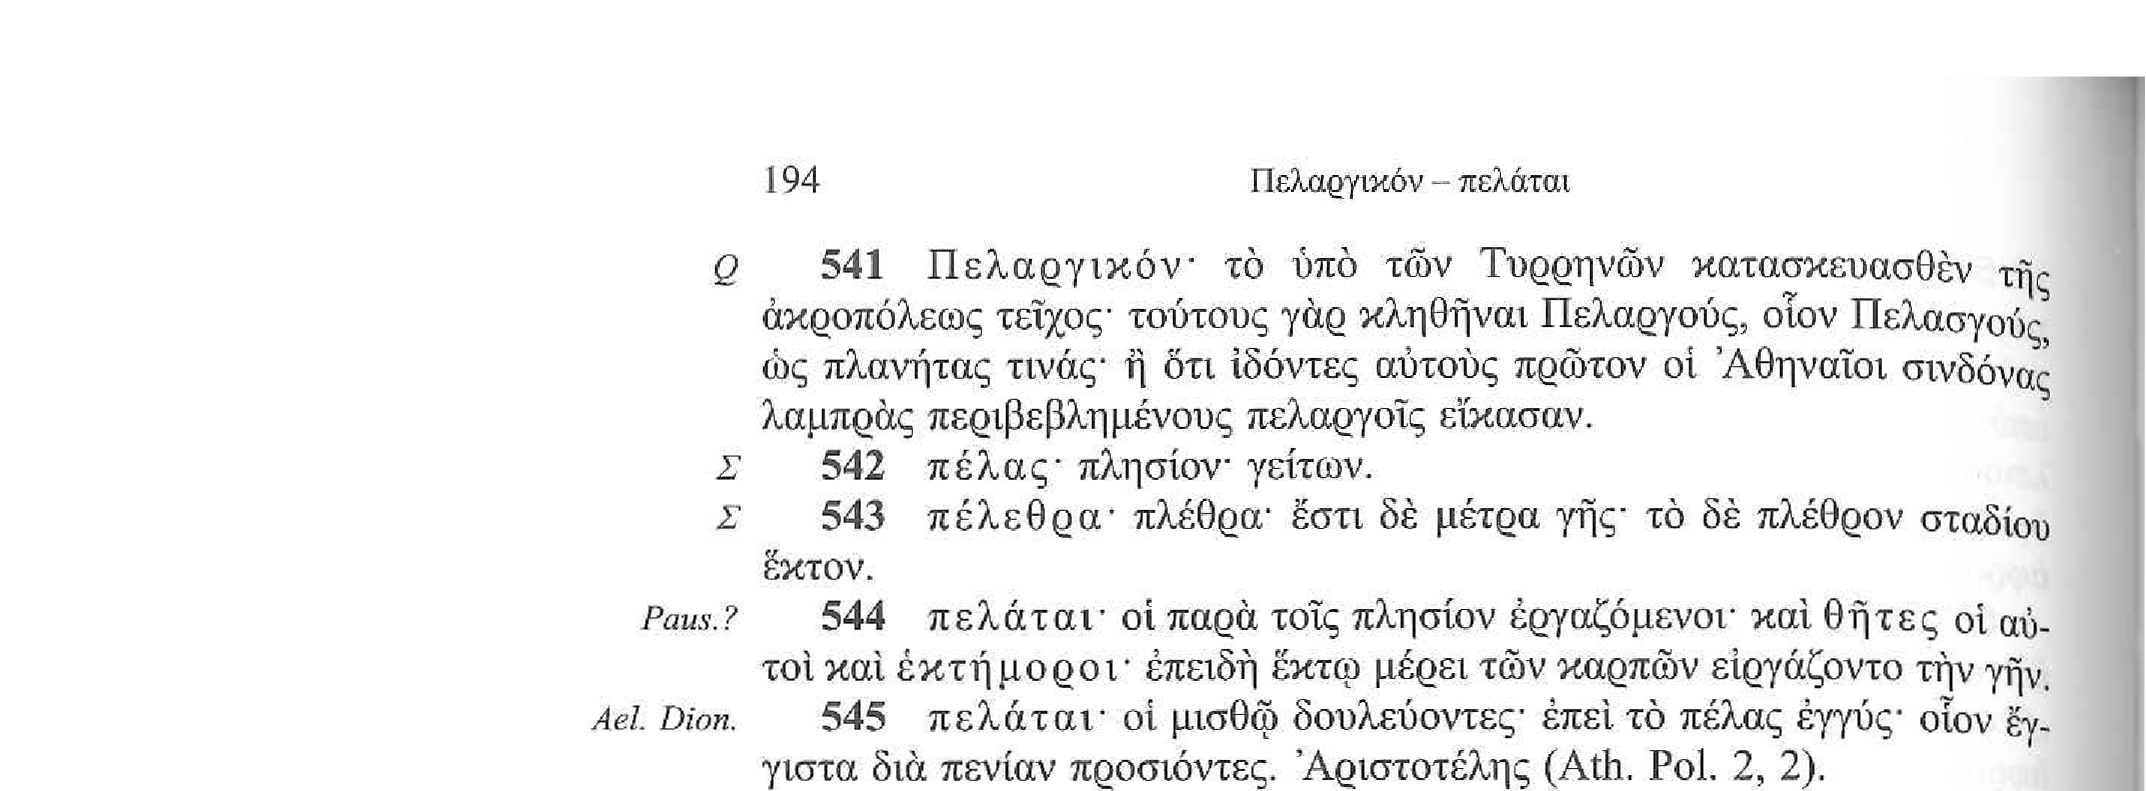 194 Πελαργικόν – πελάται
Q 541 Πελαργικόν· τὸ ὑπὸ τῶν Τυρρηνῶν κατασκευασθὲν τῆς
ἀκροπόλεως τεῖχος· τούτους γὰρ κληθῆναι Πελαργούς, οἷον Πελασγούς,
ὡς πλανήτας τινάς· ἢ ὅτι ἰδόντες αὐτοὺς πρῶτον οἱ Ἀθηναῖοι σινδόνας
λαμπρὰς περιβεβλημένους πελαργοῖς εἴκασαν.
Σ 542 πέλας· πλησίον· γείτων.
Σ 543 πέλεθρα· πλέθρα· ἔστι δὲ μέτρα γῆς· τὸ δὲ πλέθρον σταδίου
ἕκτον.
Paus.? 544 πελάται· οἱ παρὰ τοῖς πλησίον ἐργαζόμενοι· καὶ θῆτες οἱ αὐ-
τοὶ καὶ ἑκτήμοροι· ἐπειδὴ ἕκτῳ μέρει τῶν καρπῶν εἰργάζοντο τὴν γῆν.
Ael. Dion. 545 πελάται· οἱ μισθῷ δουλεύοντες· ἐπεὶ τὸ πέλας ἐγγύς· οἷον ἔγ-
γιστα διὰ πενίαν προσιόντες. Ἀριστοτέλης (Ath. Pol. 2, 2).